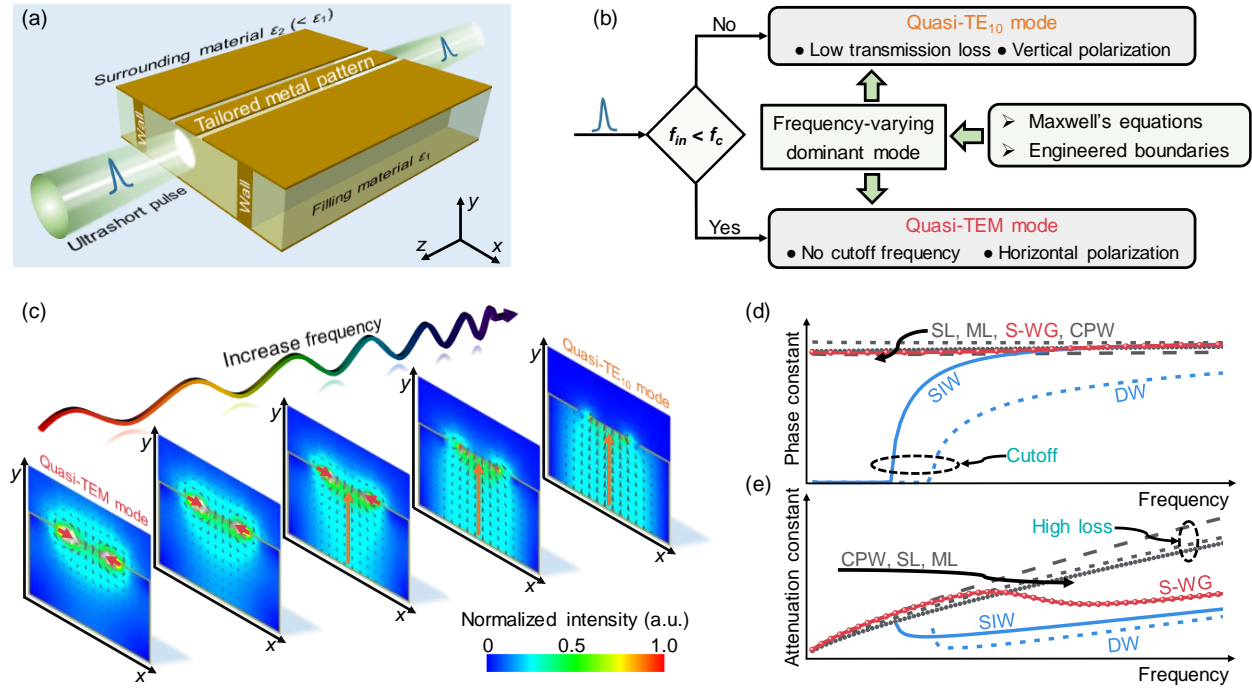 (a)
Surrounding material ε2 (< ε1)
Tailored metal pattern
Wall
Wall
Filling material ε1
Ultrashort pulse
y
z
x
(b)
No
Quasi-TE10 mode
● Low transmission loss ● Vertical polarization
fin < fc
Frequency-varying
dominant mode
➢ Maxwell's equations
➢ Engineered boundaries
Yes
Quasi-TEM mode
● No cutoff frequency ● Horizontal polarization
(c)
Increase frequency
Quasi-TEM mode
Quasi-TE10 mode
y
y
y
y
y
x
x
x
x
x
Normalized intensity (a.u.)
0 0.5 1.0
(d)
Phase constant
SL, ML, S-WG, CPW
SIW
DW
Cutoff
Frequency
(e)
Attenuation constant
High loss
CPW, SL, ML
S-WG
SIW
DW
Frequency